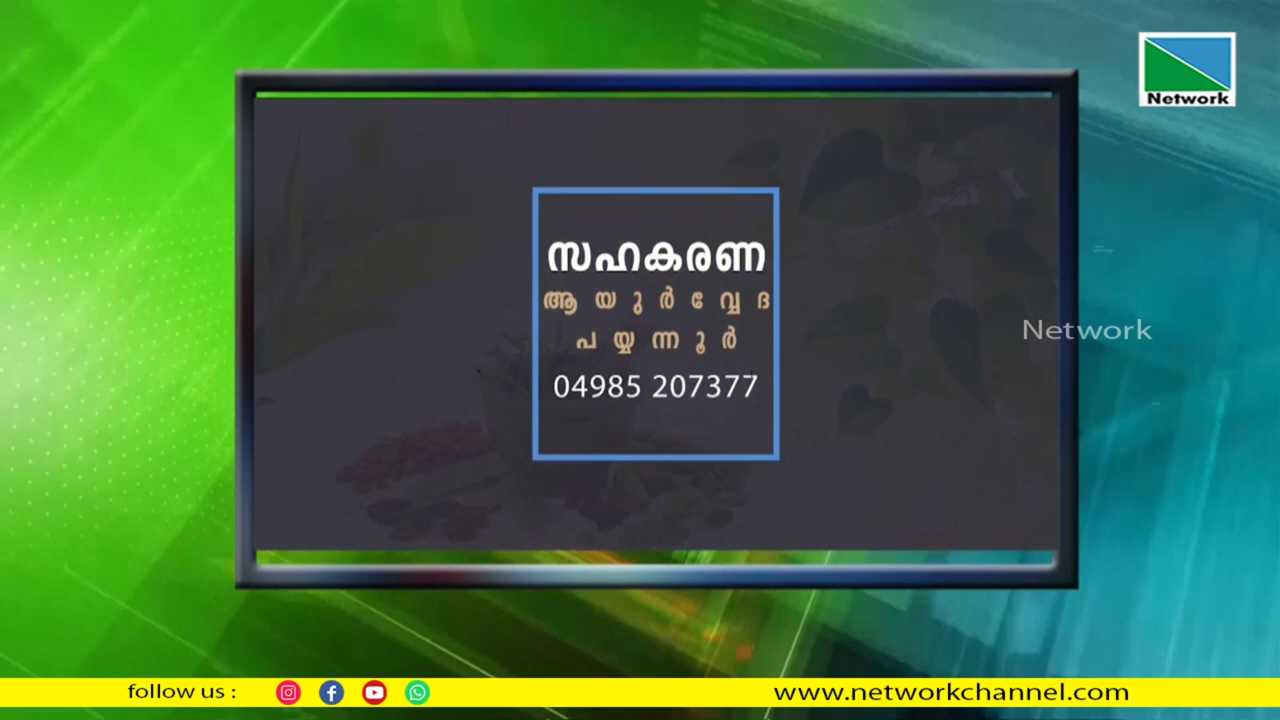 Network
സഹകരണ
ആയുർവ്വേദ
പയ്യന്നൂർ
04985 207377
Network
follow us :
www.networkchannel.com